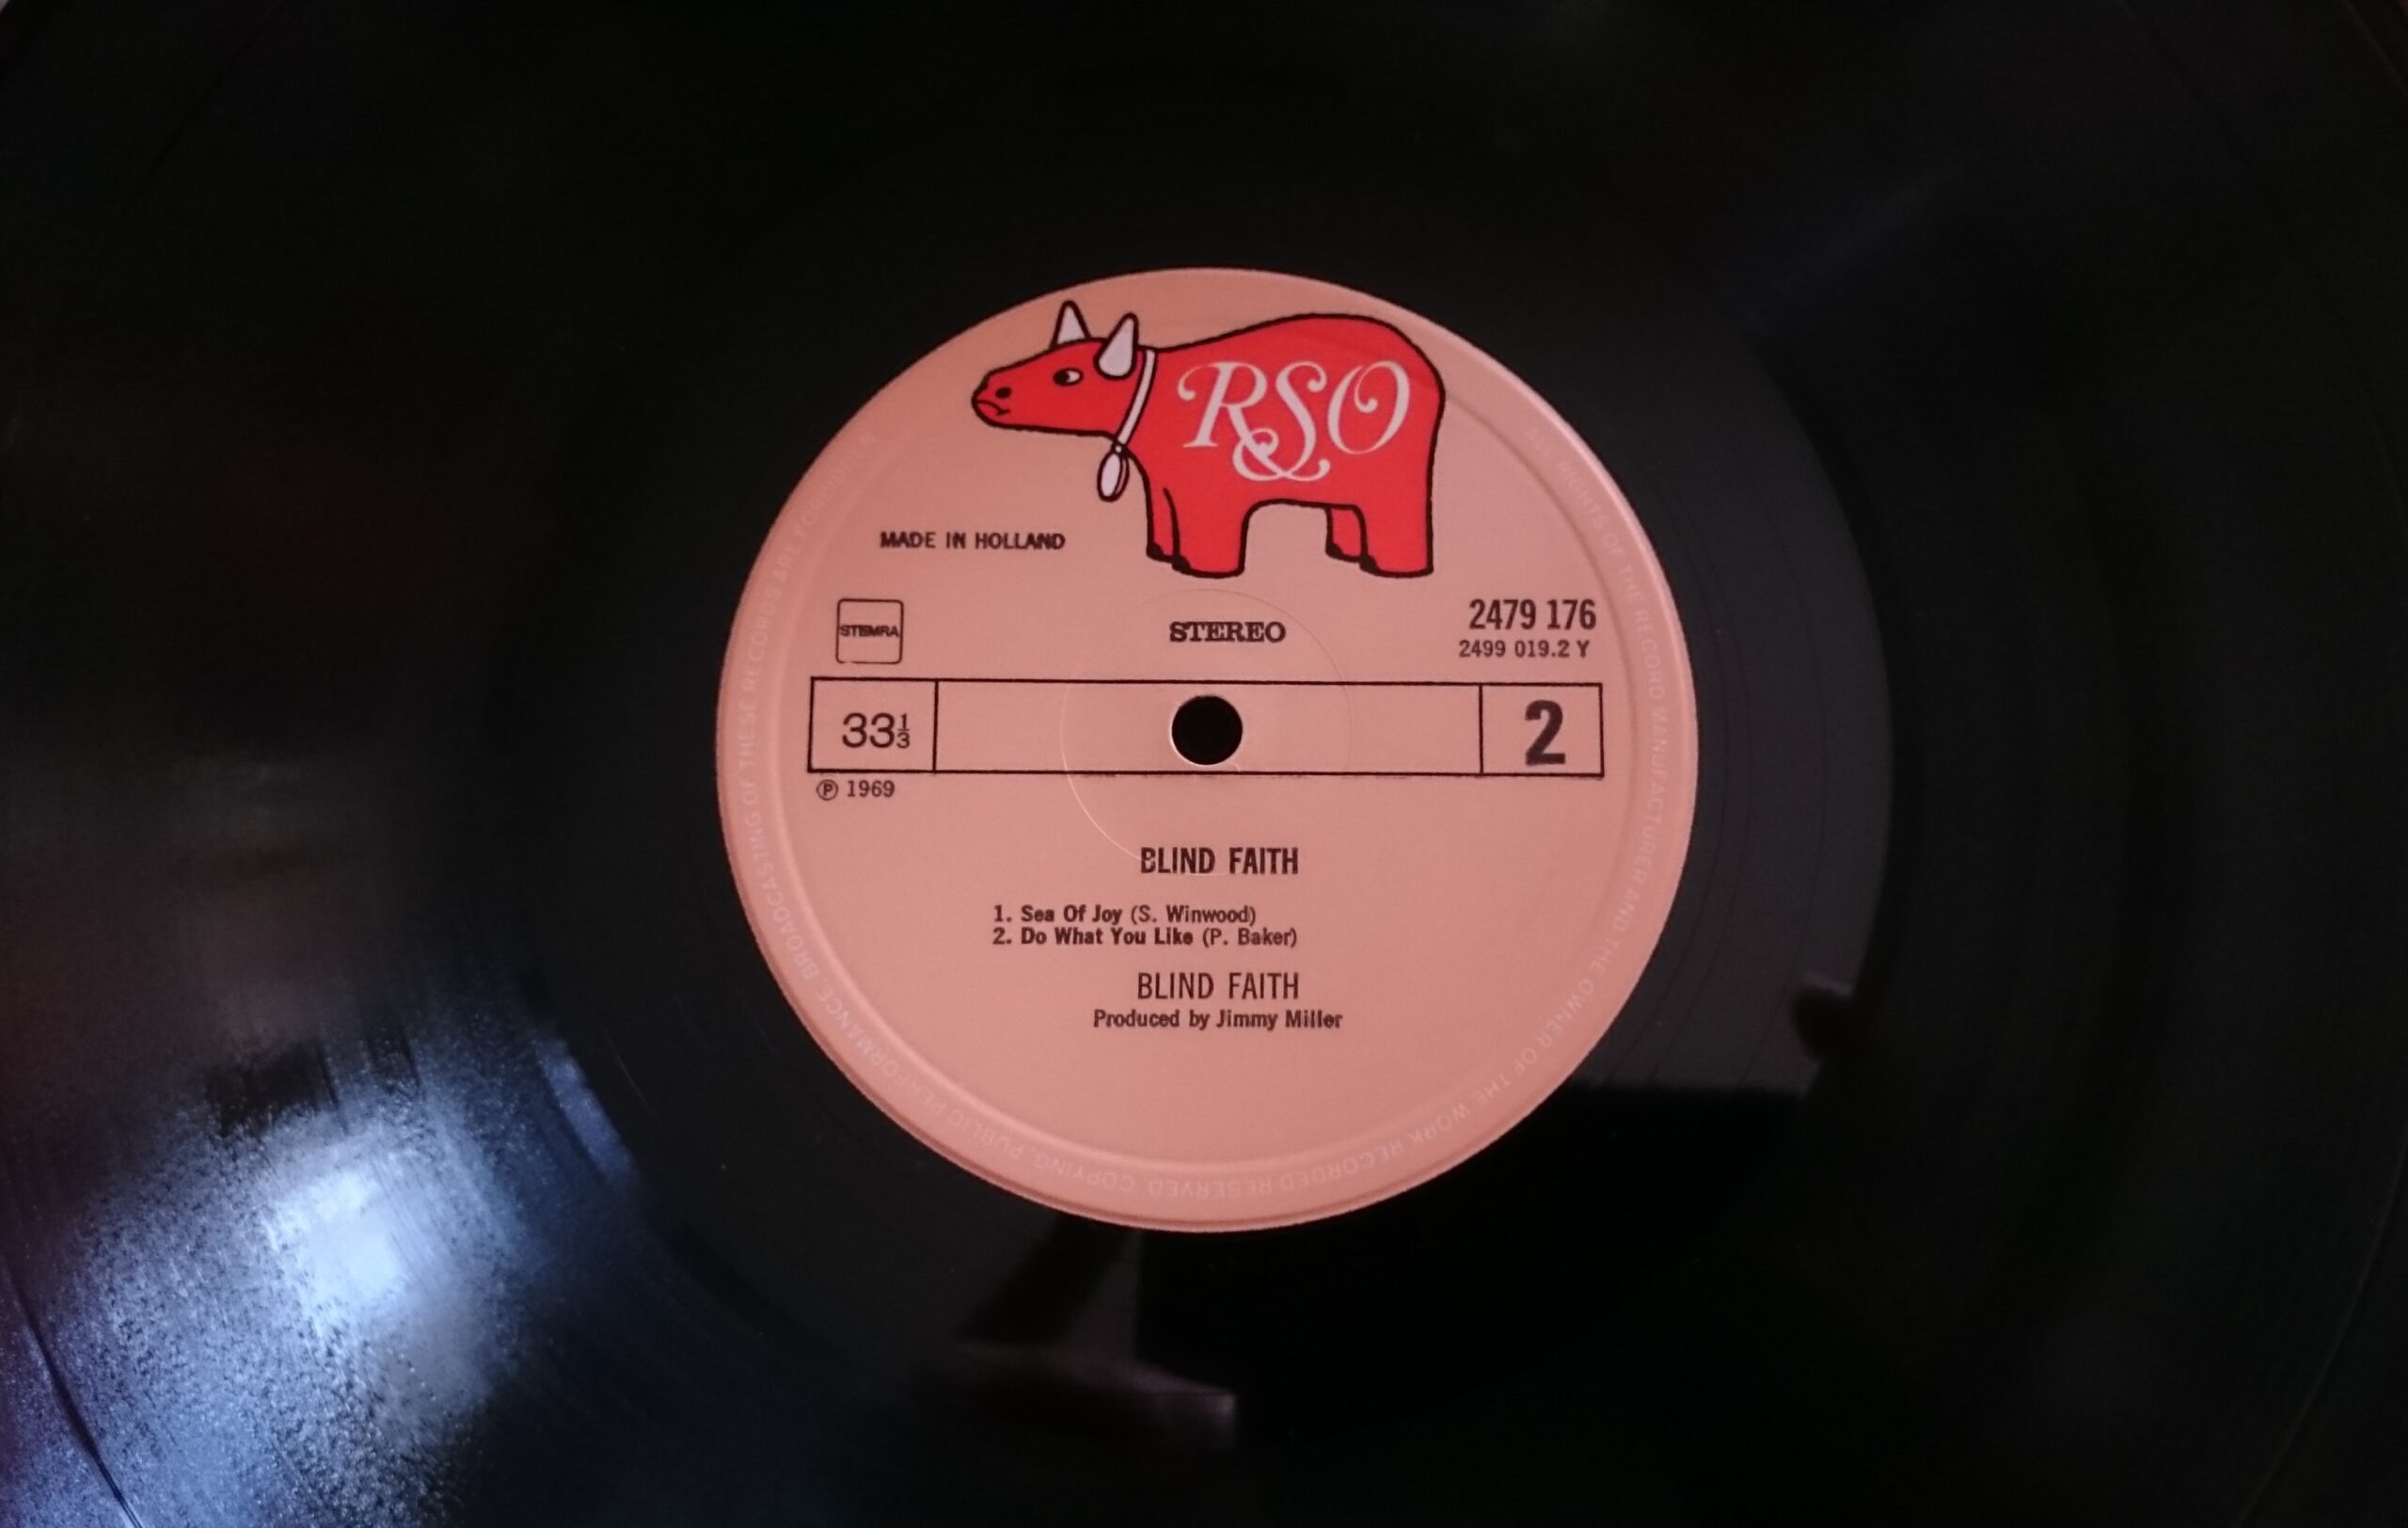 RSO
MADE IN HOLLAND
STEMRA
STEREO
2479 176
2499 019.2 Y
33⅓
2
℗ 1969
BLIND FAITH
1. Sea Of Joy (S. Winwood)
2. Do What You Like (P. Baker)
BLIND FAITH
Produced by Jimmy Miller
ALL RIGHTS OF THE RECORD MANUFACTURER AND THE OWNER OF THE WORK RECORDED RESERVED. COPYING, PUBLIC PERFORMANCE, BROADCASTING OF THESE RECORDS ARE FORBIDDEN